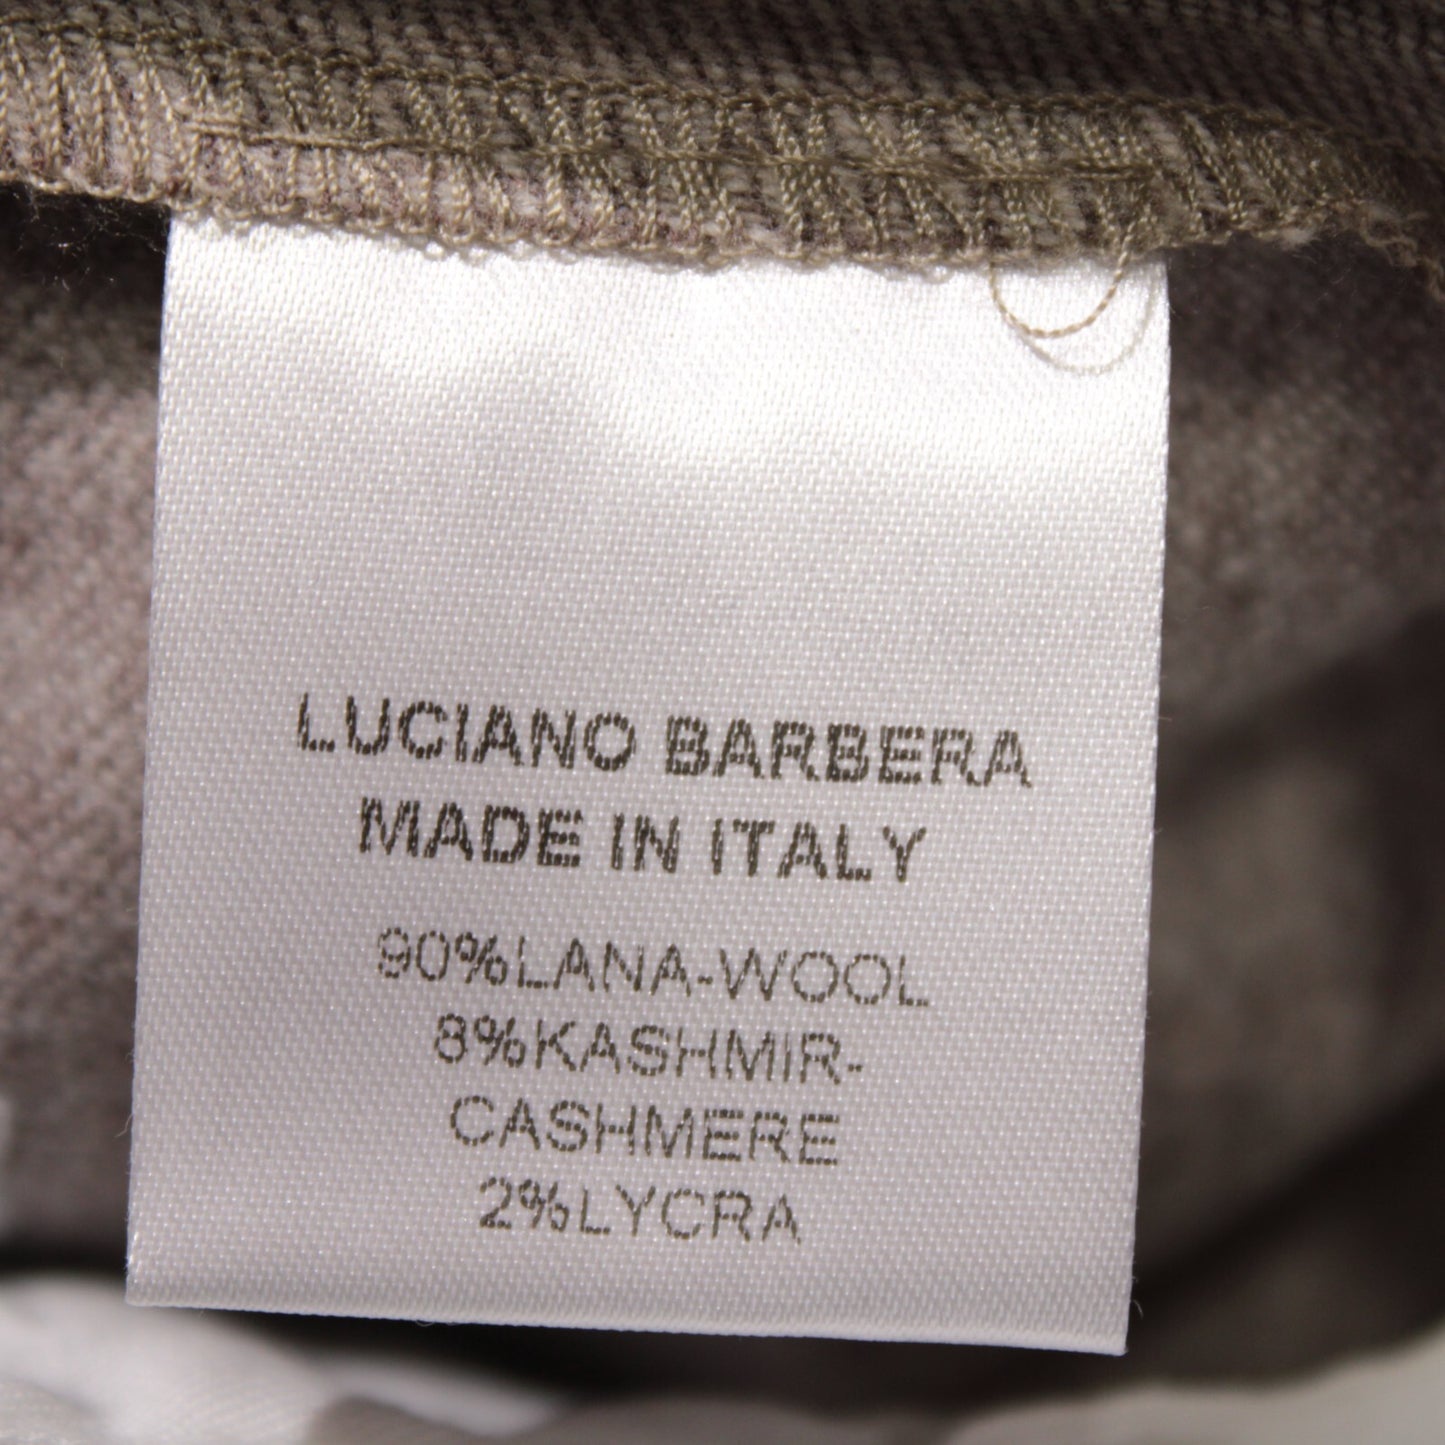 LUCIANO BARBERA
MADE IN ITALY
90%LANA-WOOL
8%KASHMIR-
CASHMERE
2%LYCRA